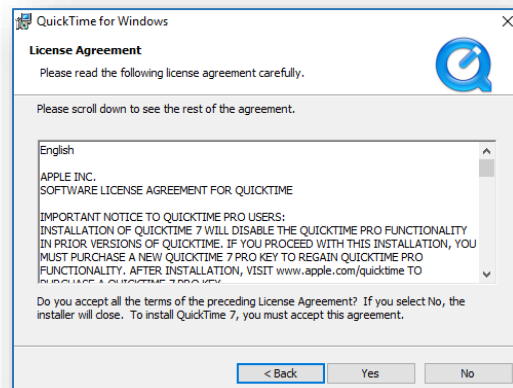 QuickTime for Windows
License Agreement
Please read the following license agreement carefully.
Please scroll down to see the rest of the agreement.
English
APPLE INC.
SOFTWARE LICENSE AGREEMENT FOR QUICKTIME
IMPORTANT NOTICE TO QUICKTIME PRO USERS:
INSTALLATION OF QUICKTIME 7 WILL DISABLE THE QUICKTIME PRO FUNCTIONALITY
IN PRIOR VERSIONS OF QUICKTIME. IF YOU PROCEED WITH THIS INSTALLATION, YOU
MUST PURCHASE A NEW QUICKTIME 7 PRO KEY TO REGAIN QUICKTIME PRO
FUNCTIONALITY. AFTER INSTALLATION, VISIT www.apple.com/quicktime TO
PURCHASE A QUICKTIME 7 PRO KEY
Do you accept all the terms of the preceding License Agreement? If you select No, the
installer will close. To install QuickTime 7, you must accept this agreement.
< Back
Yes
No